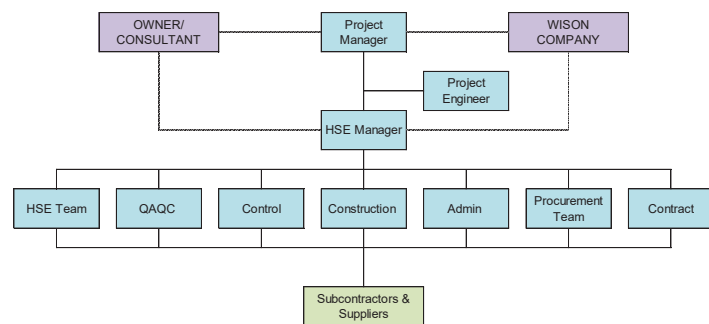 OWNER/
CONSULTANT
Project
Manager
WISON
COMPANY
Project
Engineer
HSE Manager
HSE Team
QAQC
Control
Construction
Admin
Procurement
Team
Contract
Subcontractors &
Suppliers